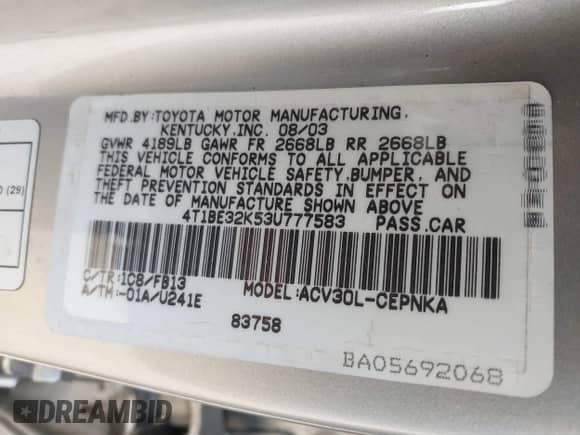 MFD.BY:TOYOTA MOTOR MANUFACTURING,
KENTUCKY,INC. 08/03
GVWR 4189LB GAWR FR 2668LB RR 2668LB
THIS VEHICLE CONFORMS TO ALL APPLICABLE
FEDERAL MOTOR VEHICLE SAFETY,BUMPER, AND
THEFT PREVENTION STANDARDS IN EFFECT ON
THE DATE OF MANUFACTURE SHOWN ABOVE
4T1BE32K53U777583 PASS.CAR
C/TR:1C8/FB13
A/TM:-01A/U241E
MODEL:ACV30L-CEPNKA
83758
BA05692068
(29)
DREAMBID